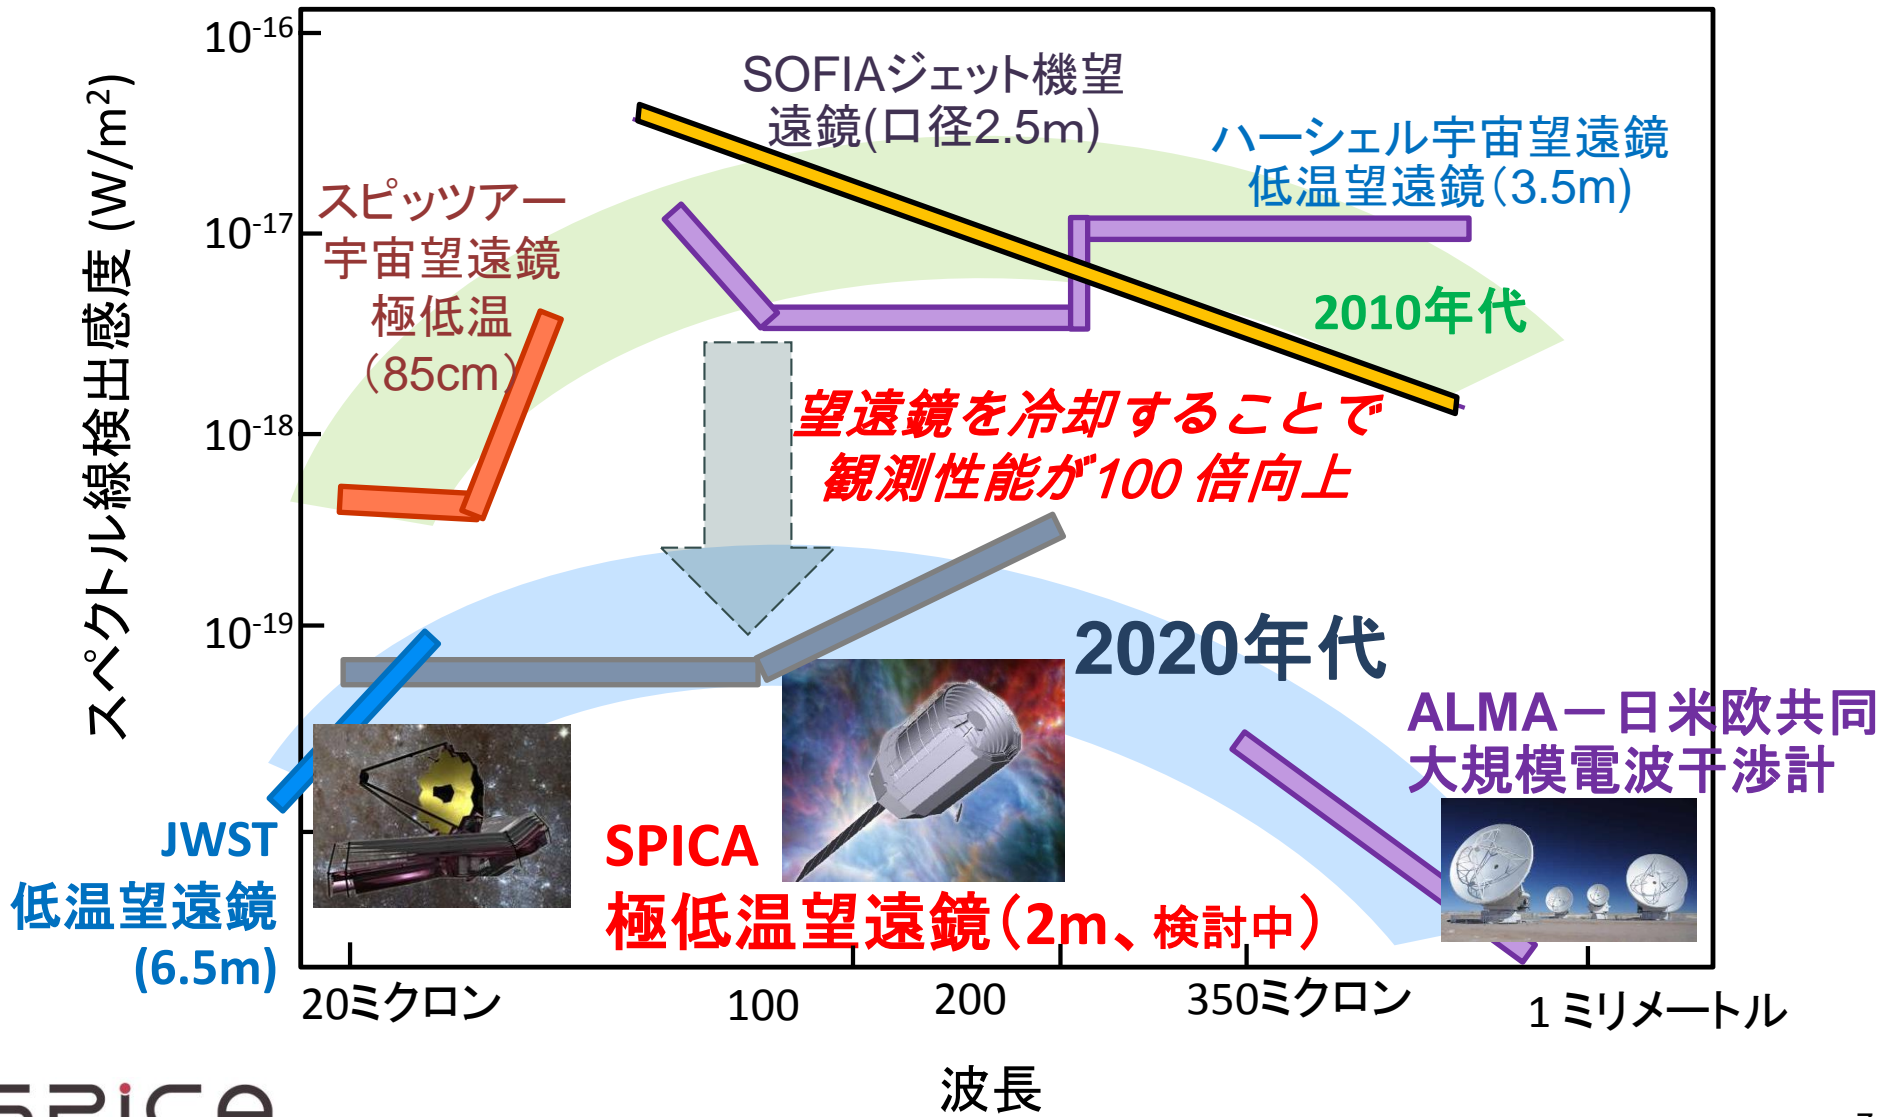 10-16
10-17
10-18
10-19
スペクトル線検出感度 (W/m2)
SOFIAジェット機望
遠鏡(口径2.5m)
ハーシェル宇宙望遠鏡
低温望遠鏡(3.5m)
スピッツアー
宇宙望遠鏡
極低温
(85cm)
2010年代
望遠鏡を冷却することで
観測性能が100 倍向上
2020年代
ALMAー日米欧共同
大規模電波干渉計
JWST
低温望遠鏡
(6.5m)
SPICA
極低温望遠鏡(2m、検討中)
20ミクロン
100
200
350ミクロン
1 ミリメートル
波長
SPICA